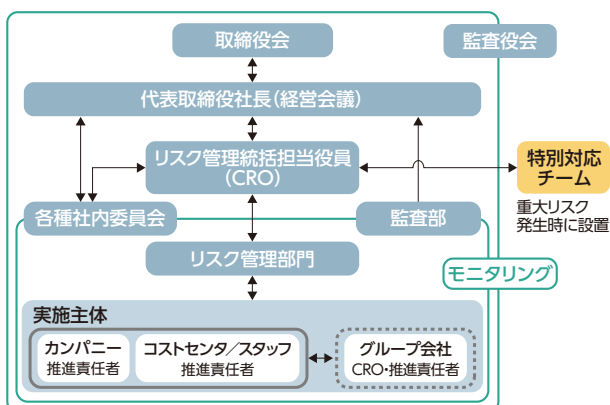 取締役会
監査役会
代表取締役社長(経営会議)
リスク管理統括担当役員
(CRO)
特別対応
チーム
重大リスク
発生時に設置
各種社内委員会
監査部
リスク管理部門
モニタリング
実施主体
カンパニー
推進責任者
コストセンタ/スタッフ
推進責任者
グループ会社
CRO・推進責任者